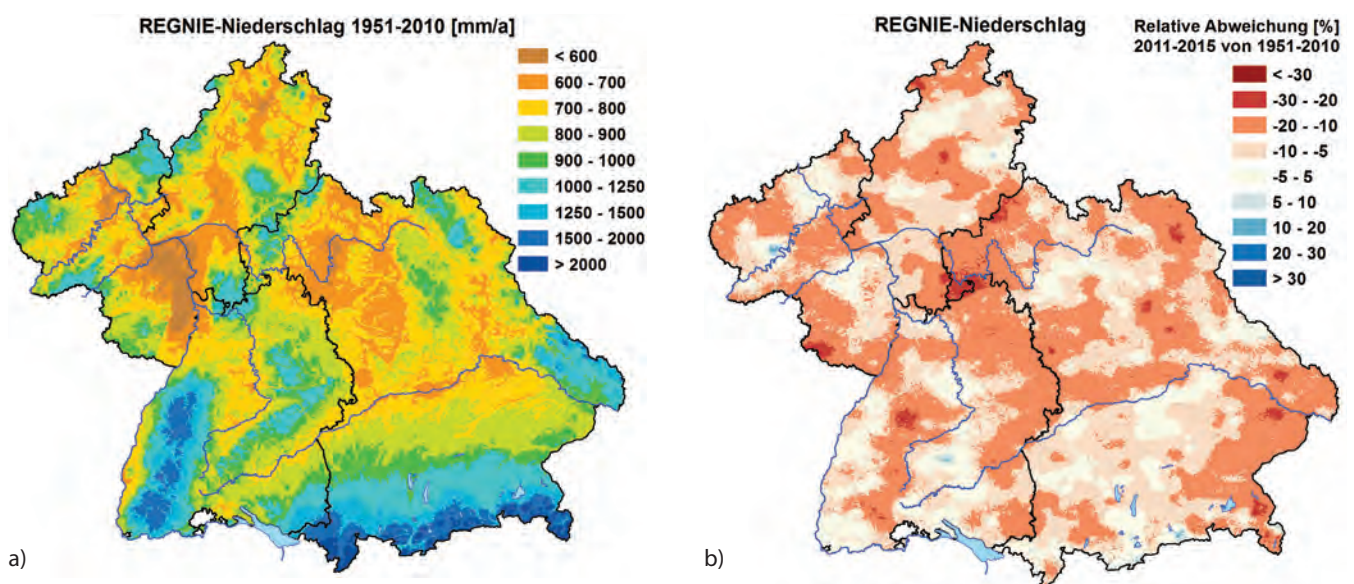 REGNIE-Niederschlag 1951-2010 [mm/a]
< 600
600 - 700
700 - 800
800 - 900
900 - 1000
1000 - 1250
1250 - 1500
1500 - 2000
> 2000
a)
REGNIE-Niederschlag
Relative Abweichung [%]
2011-2015 von 1951-2010
< -30
-30 - -20
-20 - -10
-10 - -5
-5 - 5
5 - 10
10 - 20
20 - 30
> 30
b)